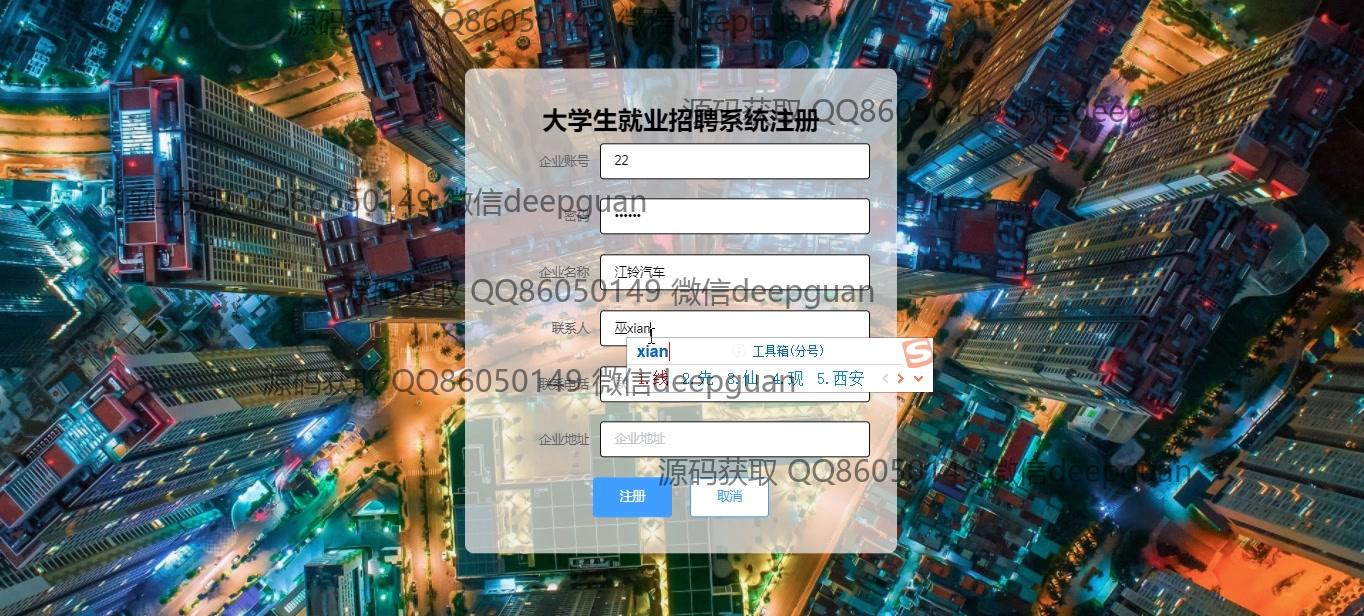 源码获取 QQ86050149 微信deepguan
源码获取 QQ86050149 微信deepguan
大学生就业招聘系统注册
企业账号 22
源码获取 QQ86050149 微信deepguan
密码 ••••••
企业名称 江铃汽车
源码获取 QQ86050149 微信deepguan
联系人 巫xian
xian 工具箱(分号)
1.线 2.先 3.仙 4.现 5.西安
源码获取 QQ86050149 微信deepguan
联系电话
企业地址 企业地址
源码获取 QQ86050149 微信deepguan
注册 取消